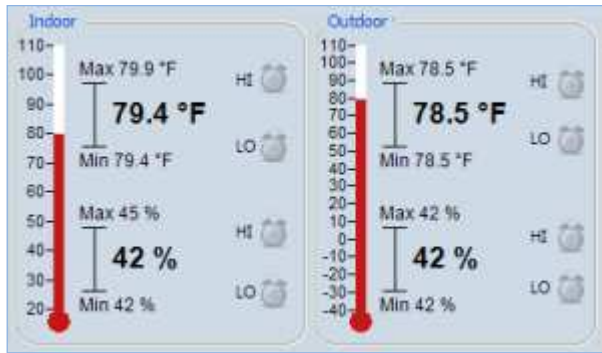 Indoor
110
100
90
80
70
60
50
40
30
20
Max 79.9 °F
79.4 °F
Min 79.4 °F
HI
LO
Max 45 %
42 %
Min 42 %
HI
LO
Outdoor
110
100
90
80
70
60
50
40
30
20
10
0
-10
-20
-30
-40
Max 78.5 °F
78.5 °F
Min 78.5 °F
HI
LO
Max 42 %
42 %
Min 42 %
HI
LO